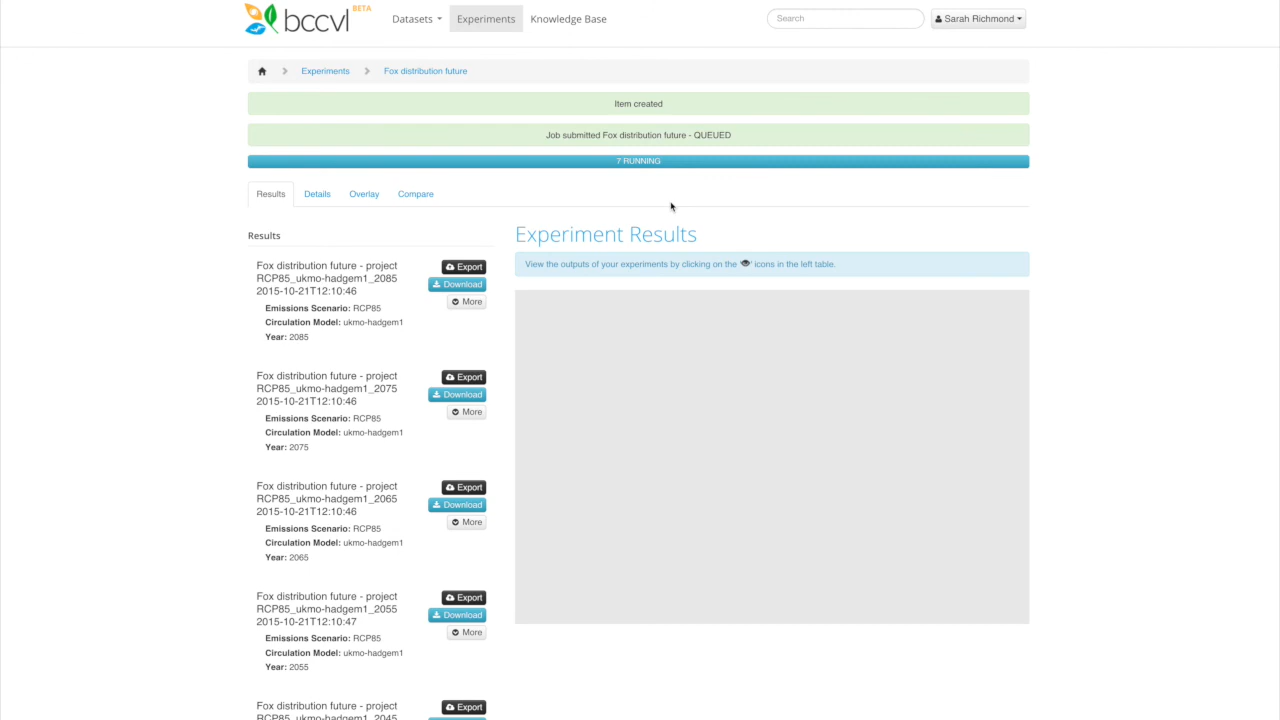 bccvl BETA
Datasets
Experiments
Knowledge Base
Search
Sarah Richmond
Experiments
Fox distribution future
Item created
Job submitted Fox distribution future - QUEUED
7 RUNNING
Results
Details
Overlay
Compare
Results
Fox distribution future - project
RCP85_ukmo-hadgem1_2085
2015-10-21T12:10:46
Emissions Scenario: RCP85
Circulation Model: ukmo-hadgem1
Year: 2085
Export
Download
More
Fox distribution future - project
RCP85_ukmo-hadgem1_2075
2015-10-21T12:10:46
Emissions Scenario: RCP85
Circulation Model: ukmo-hadgem1
Year: 2075
Export
Download
More
Fox distribution future - project
RCP85_ukmo-hadgem1_2065
2015-10-21T12:10:46
Emissions Scenario: RCP85
Circulation Model: ukmo-hadgem1
Year: 2065
Export
Download
More
Fox distribution future - project
RCP85_ukmo-hadgem1_2055
2015-10-21T12:10:47
Emissions Scenario: RCP85
Circulation Model: ukmo-hadgem1
Year: 2055
Export
Download
More
Fox distribution future - project
RCP85_ukmo-hadgem1_2045
Export
Experiment Results
View the outputs of your experiments by clicking on the icons in the left table.